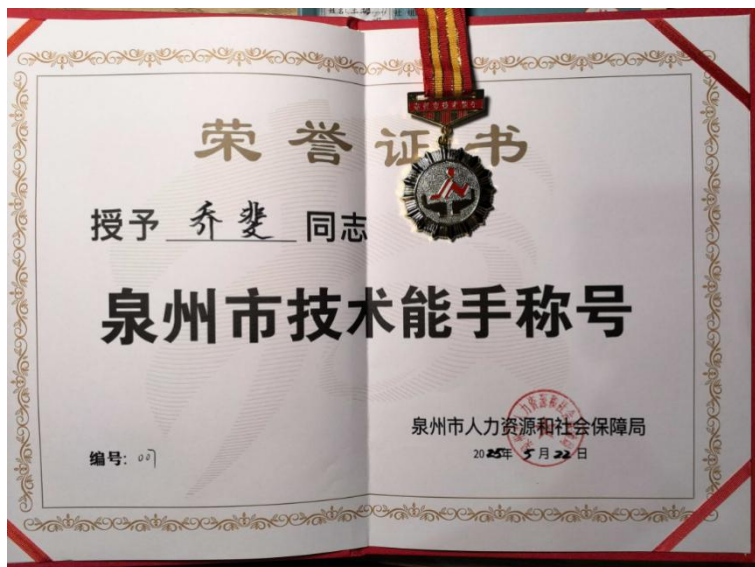 荣誉证书
授予 乔斐 同志
泉州市技术能手称号
泉州市人力资源和社会保障局
编号: 007
2025年 5月 22日